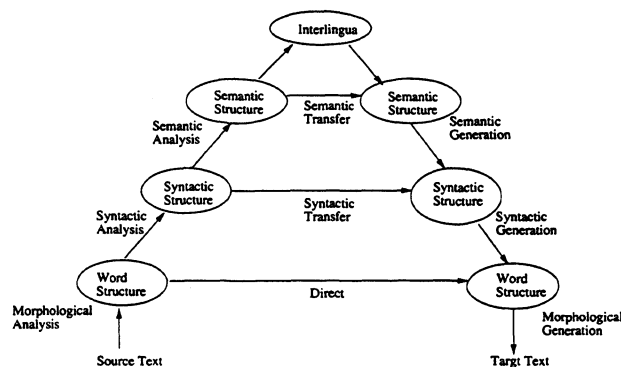 Interlingua
Semantic
Structure
Semantic
Structure
Semantic
Transfer
Semantic
Analysis
Semantic
Generation
Syntactic
Structure
Syntactic
Structure
Syntactic
Transfer
Syntactic
Analysis
Syntactic
Generation
Word
Structure
Word
Structure
Direct
Morphological
Analysis
Morphological
Generation
Source Text
Targt Text